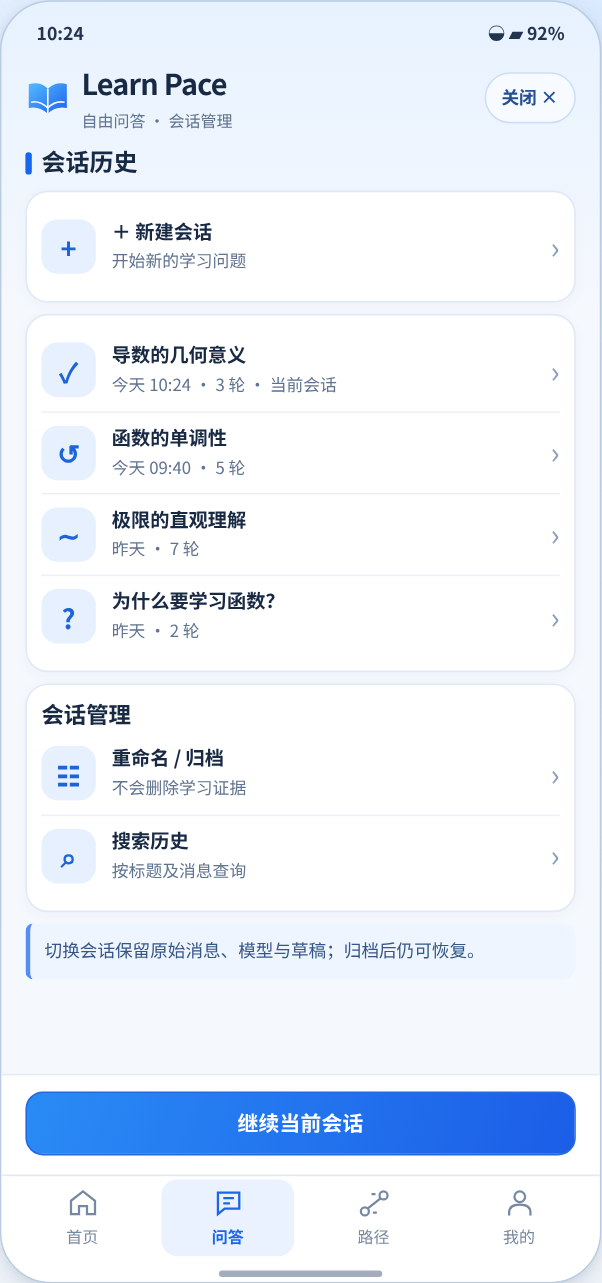 10:24
92%
Learn Pace
自由问答 · 会话管理
关闭 ×
会话历史
+
＋ 新建会话
开始新的学习问题
›
✓
导数的几何意义
今天 10:24 · 3 轮 · 当前会话
›
↺
函数的单调性
今天 09:40 · 5 轮
›
~
极限的直观理解
昨天 · 7 轮
›
?
为什么要学习函数？
昨天 · 2 轮
›
会话管理
☷
重命名 / 归档
不会删除学习证据
›
⌕
搜索历史
按标题及消息查询
›
切换会话保留原始消息、模型与草稿；归档后仍可恢复。
继续当前会话
首页
问答
路径
我的